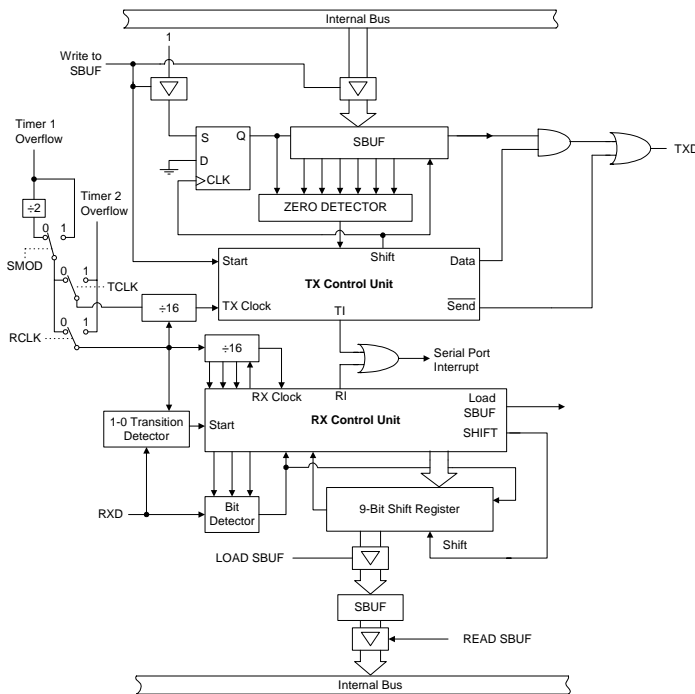 Internal Bus
1
Write to
SBUF
S
Q
D
CLK
SBUF
TXD
Timer 1
Overflow
Timer 2
Overflow
÷2
0
1
SMOD
ZERO DETECTOR
Shift
Start
Data
TX Control Unit
TX Clock
TI
Send
0
1
TCLK
÷16
0
1
RCLK
÷16
Serial Port
Interrupt
RX Clock
RI
Load
SBUF
RX Control Unit
Start
SHIFT
1-0 Transition
Detector
RXD
Bit
Detector
9-Bit Shift Register
Shift
LOAD SBUF
SBUF
READ SBUF
Internal Bus